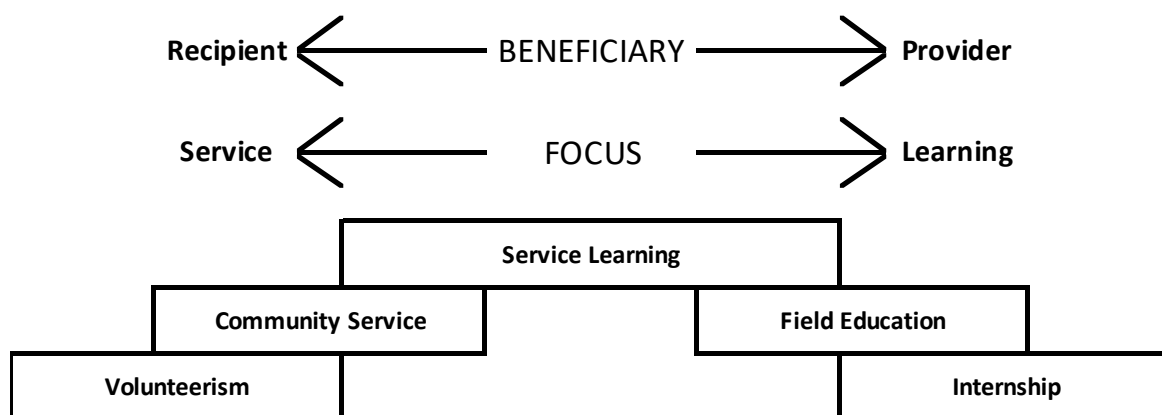 Recipient BENEFICIARY Provider
Service FOCUS Learning
Service Learning
Community Service Field Education
Volunteerism Internship